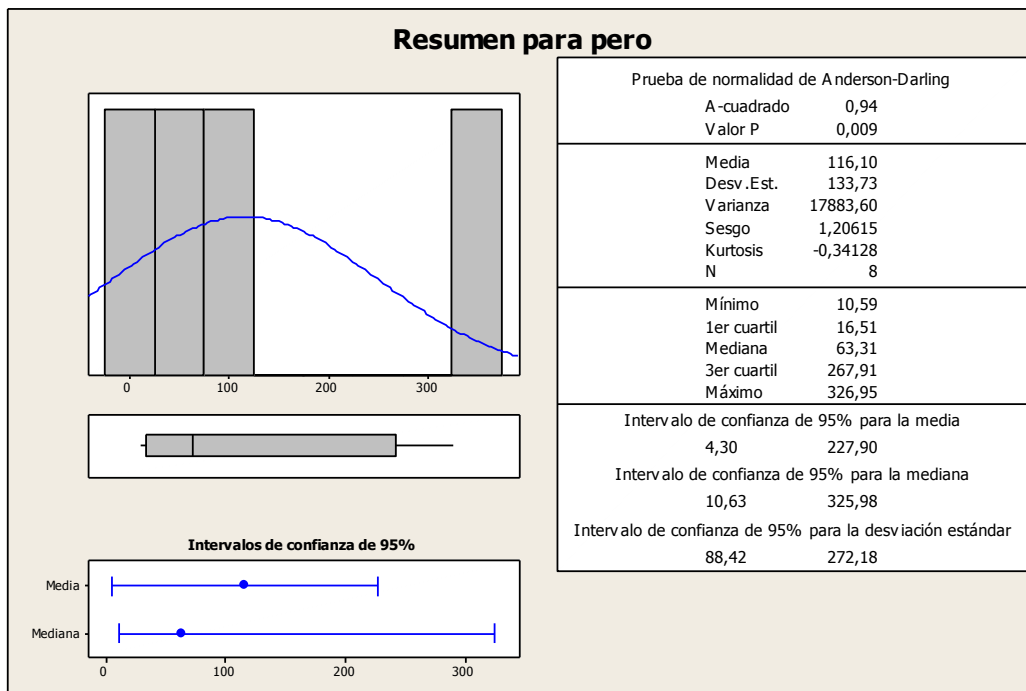 Resumen para pero
0 100 200 300
Intervalos de confianza de 95%
Media
Mediana
0 100 200 300
Prueba de normalidad de Anderson-Darling
A-cuadrado 0,94
Valor P 0,009
Media 116,10
Desv.Est. 133,73
Varianza 17883,60
Sesgo 1,20615
Kurtosis -0,34128
N 8
Mínimo 10,59
1er cuartil 16,51
Mediana 63,31
3er cuartil 267,91
Máximo 326,95
Intervalo de confianza de 95% para la media
4,30 227,90
Intervalo de confianza de 95% para la mediana
10,63 325,98
Intervalo de confianza de 95% para la desviación estándar
88,42 272,18